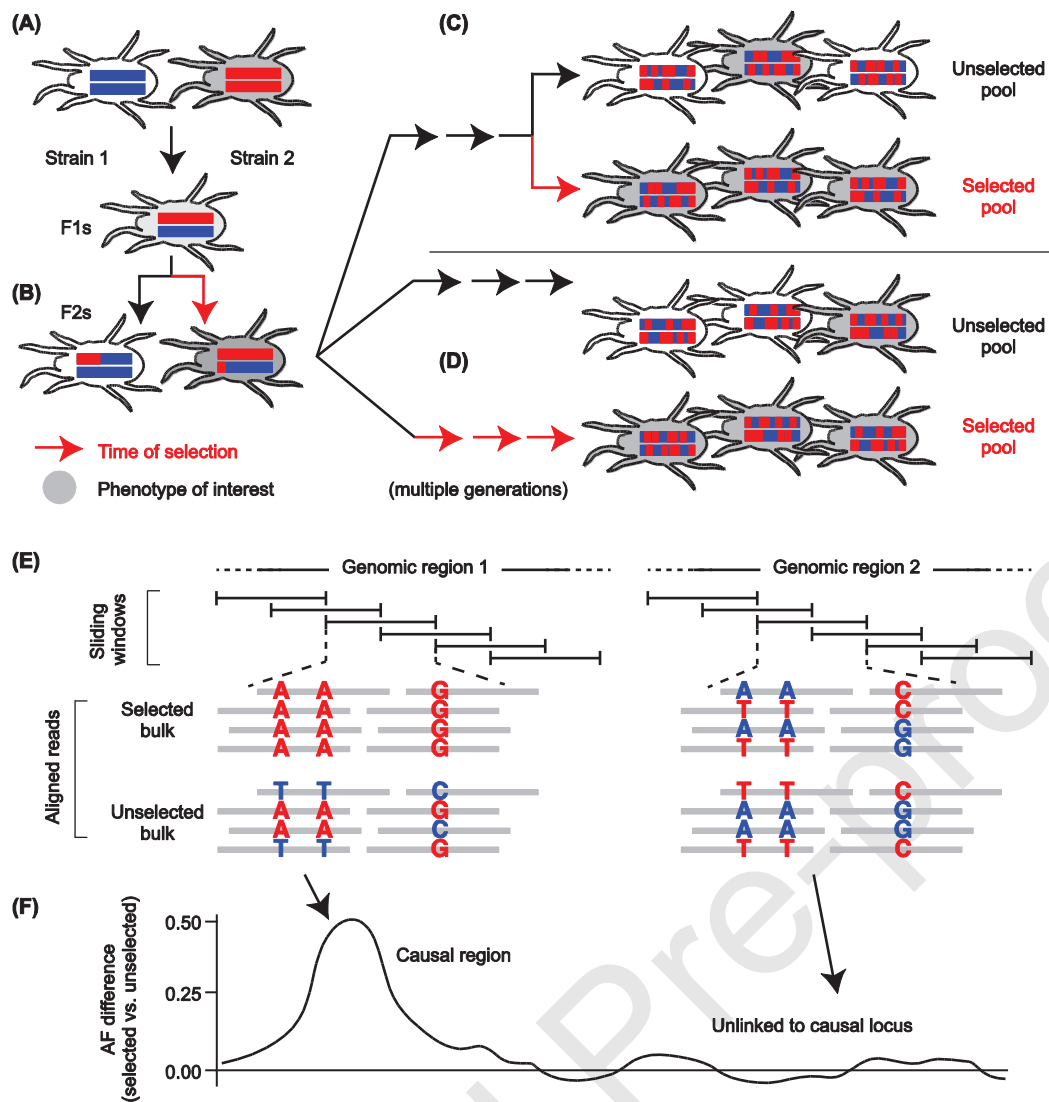 (A)
Strain 1
Strain 2
F1s
(B)
F2s
Time of selection
Phenotype of interest
(C)
Unselected
pool
Selected
pool
(D)
Unselected
pool
Selected
pool
(multiple generations)
(E)
Genomic region 1
Genomic region 2
Sliding
windows
Aligned reads
Selected
bulk
A A G
A A G
A A G
A A G
A A C
T T C
A A G
T T C
Unselected
bulk
T T C
A A G
A A C
T T G
T T C
A A G
A A G
T T C
(F)
AF difference
(selected vs. unselected)
0.50
0.25
0.00
Causal region
Unlinked to causal locus
Pre-proo